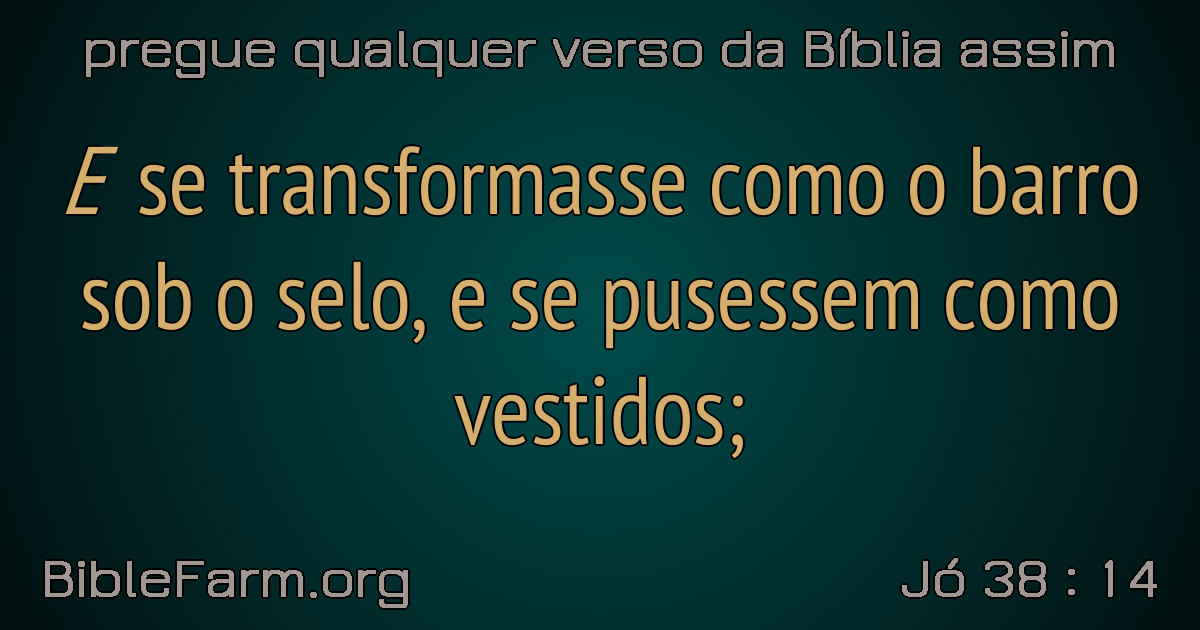 pregue qualquer verso da Bíblia assim
E se transformasse como o barro
sob o selo, e se pusessem como
vestidos;
BibleFarm.org
Jó 38 : 14